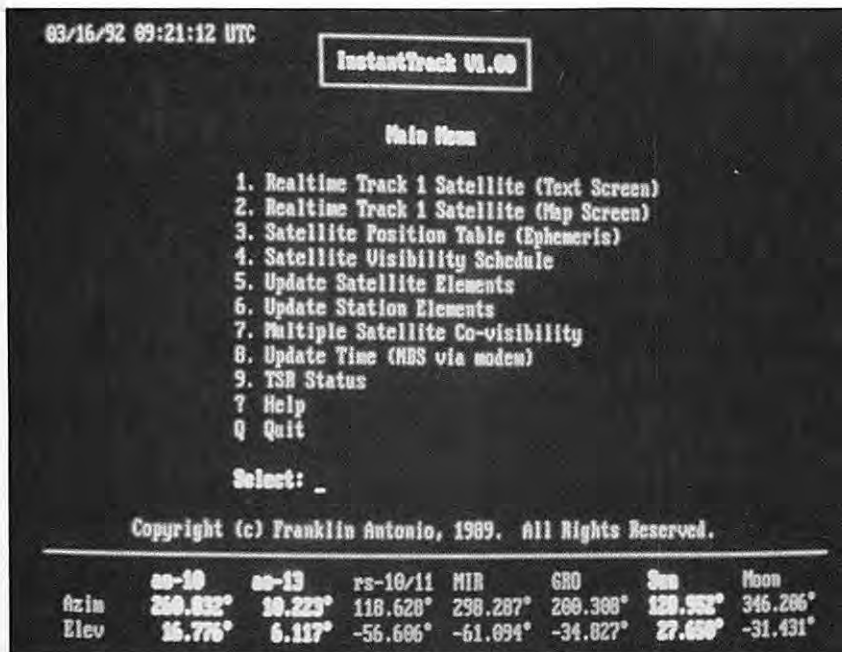 03/16/92 09:21:12 UTC
InstantTrack V1.00
Main Menu
1. Realtime Track 1 Satellite (Text Screen)
2. Realtime Track 1 Satellite (Map Screen)
3. Satellite Position Table (Ephemeris)
4. Satellite Visibility Schedule
5. Update Satellite Elements
6. Update Station Elements
7. Multiple Satellite Co-visibility
8. Update Time (NBS via modem)
9. TSR Status
? Help
Q Quit
Select: _
Copyright (c) Franklin Antonio, 1989. All Rights Reserved.
ao-10 ao-13 rs-10/11 MIR GRO Sun Moon
Azim 260.832° 10.223° 118.628° 298.287° 200.308° 120.952° 346.206°
Elev 16.776° 6.117° -56.606° -61.094° -34.827° 27.650° -31.431°